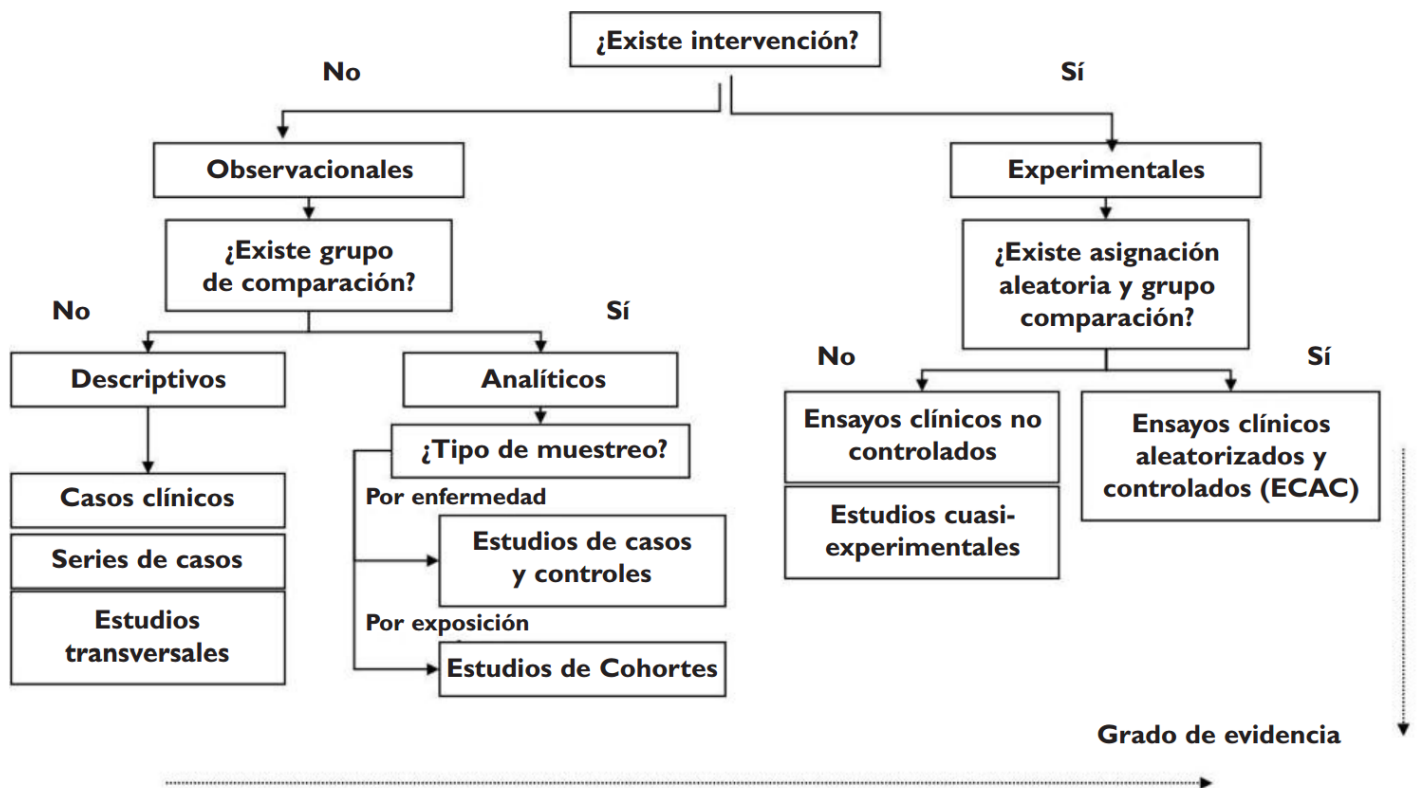 ¿Existe intervención?
No
Sí
Observacionales
Experimentales
¿Existe grupo
de comparación?
¿Existe asignación
aleatoria y grupo
comparación?
No
Sí
No
Sí
Descriptivos
Analíticos
Ensayos clínicos no
controlados
Ensayos clínicos
aleatorizados y
controlados (ECAC)
¿Tipo de muestreo?
Casos clínicos
Por enfermedad
Estudios cuasi-
experimentales
Series de casos
Estudios de casos
y controles
Estudios
transversales
Por exposición
Estudios de Cohortes
Grado de evidencia